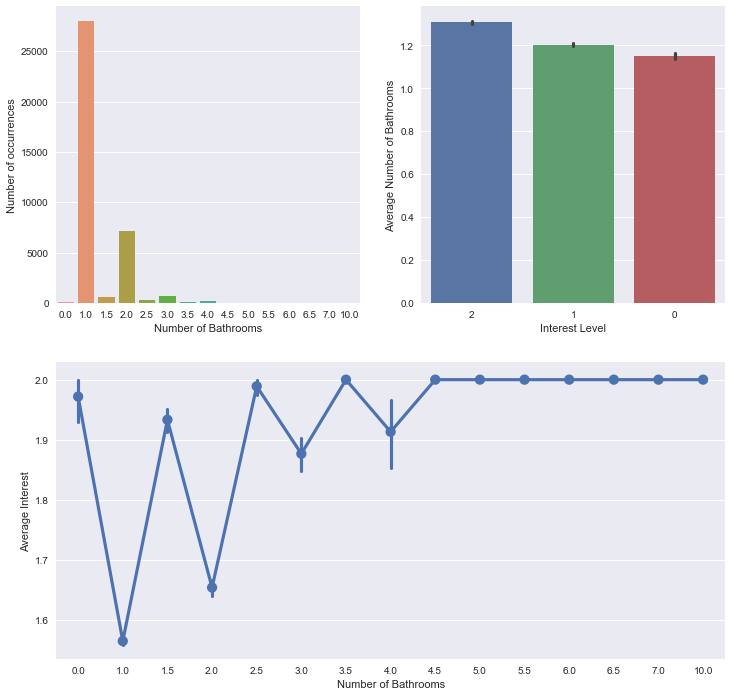 25000
20000
15000
10000
5000
0
Number of occurrences
0.0 1.0 1.5 2.0 2.5 3.0 3.5 4.0 4.5 5.0 5.5 6.0 6.5 7.0 10.0
Number of Bathrooms
1.2
1.0
0.8
0.6
0.4
0.2
0.0
Average Number of Bathrooms
2 1 0
Interest Level
2.0
1.9
1.8
1.7
1.6
Average Interest
0.0 1.0 1.5 2.0 2.5 3.0 3.5 4.0 4.5 5.0 5.5 6.0 6.5 7.0 10.0
Number of Bathrooms